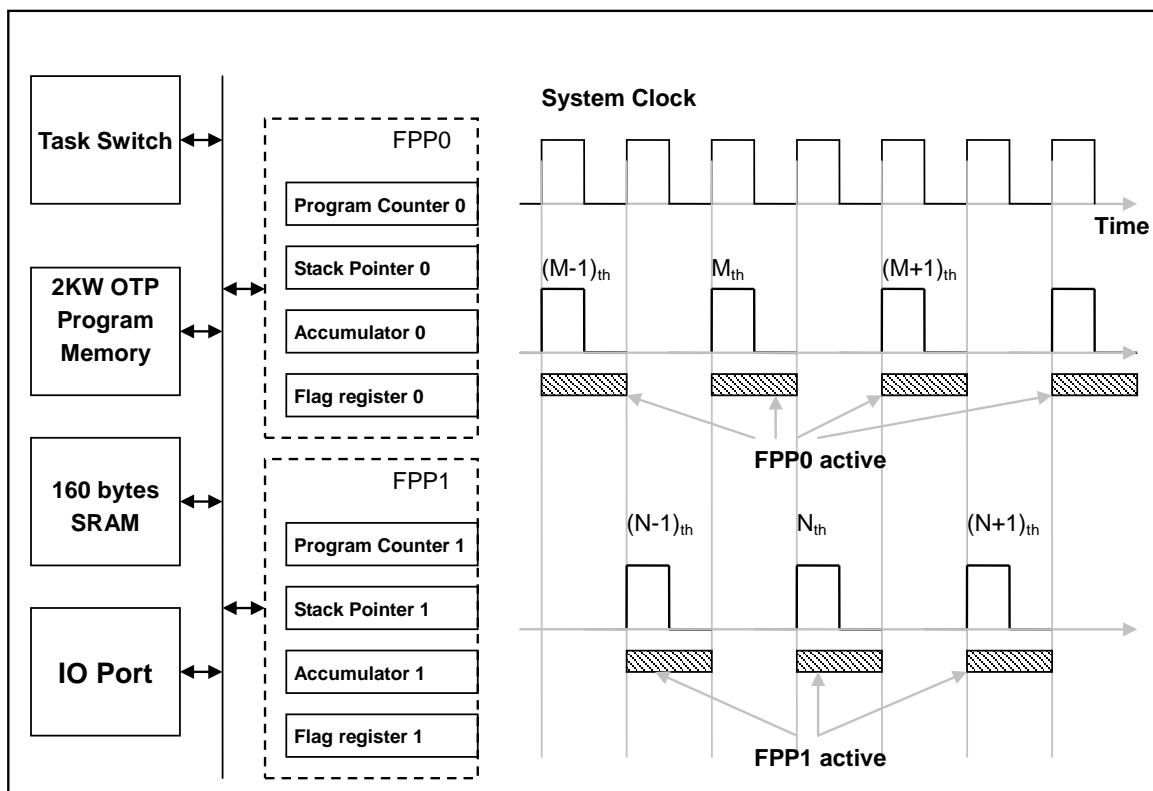 Task Switch
2KW OTP
Program
Memory
160 bytes
SRAM
IO Port
FPP0
Program Counter 0
Stack Pointer 0
Accumulator 0
Flag register 0
FPP1
Program Counter 1
Stack Pointer 1
Accumulator 1
Flag register 1
System Clock
Time
(M-1)th
Mth
(M+1)th
FPP0 active
(N-1)th
Nth
(N+1)th
FPP1 active